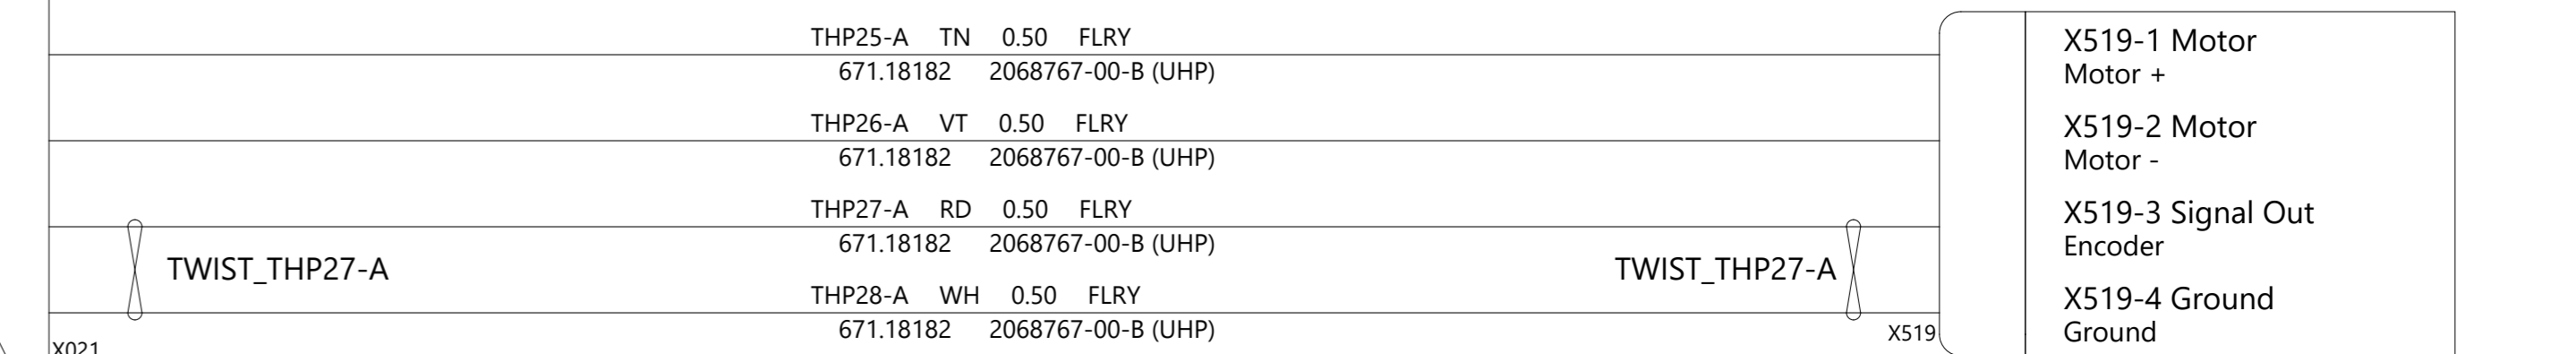 THP25-A TN 0.50 FLRY
671.18182 2068767-00-B (UHP)
X519-1 Motor
Motor +
THP26-A VT 0.50 FLRY
671.18182 2068767-00-B (UHP)
X519-2 Motor
Motor -
THP27-A RD 0.50 FLRY
671.18182 2068767-00-B (UHP)
X519-3 Signal Out
Encoder
TWIST_THP27-A
TWIST_THP27-A
THP28-A WH 0.50 FLRY
671.18182 2068767-00-B (UHP)
X519-4 Ground
Ground
X519
X021